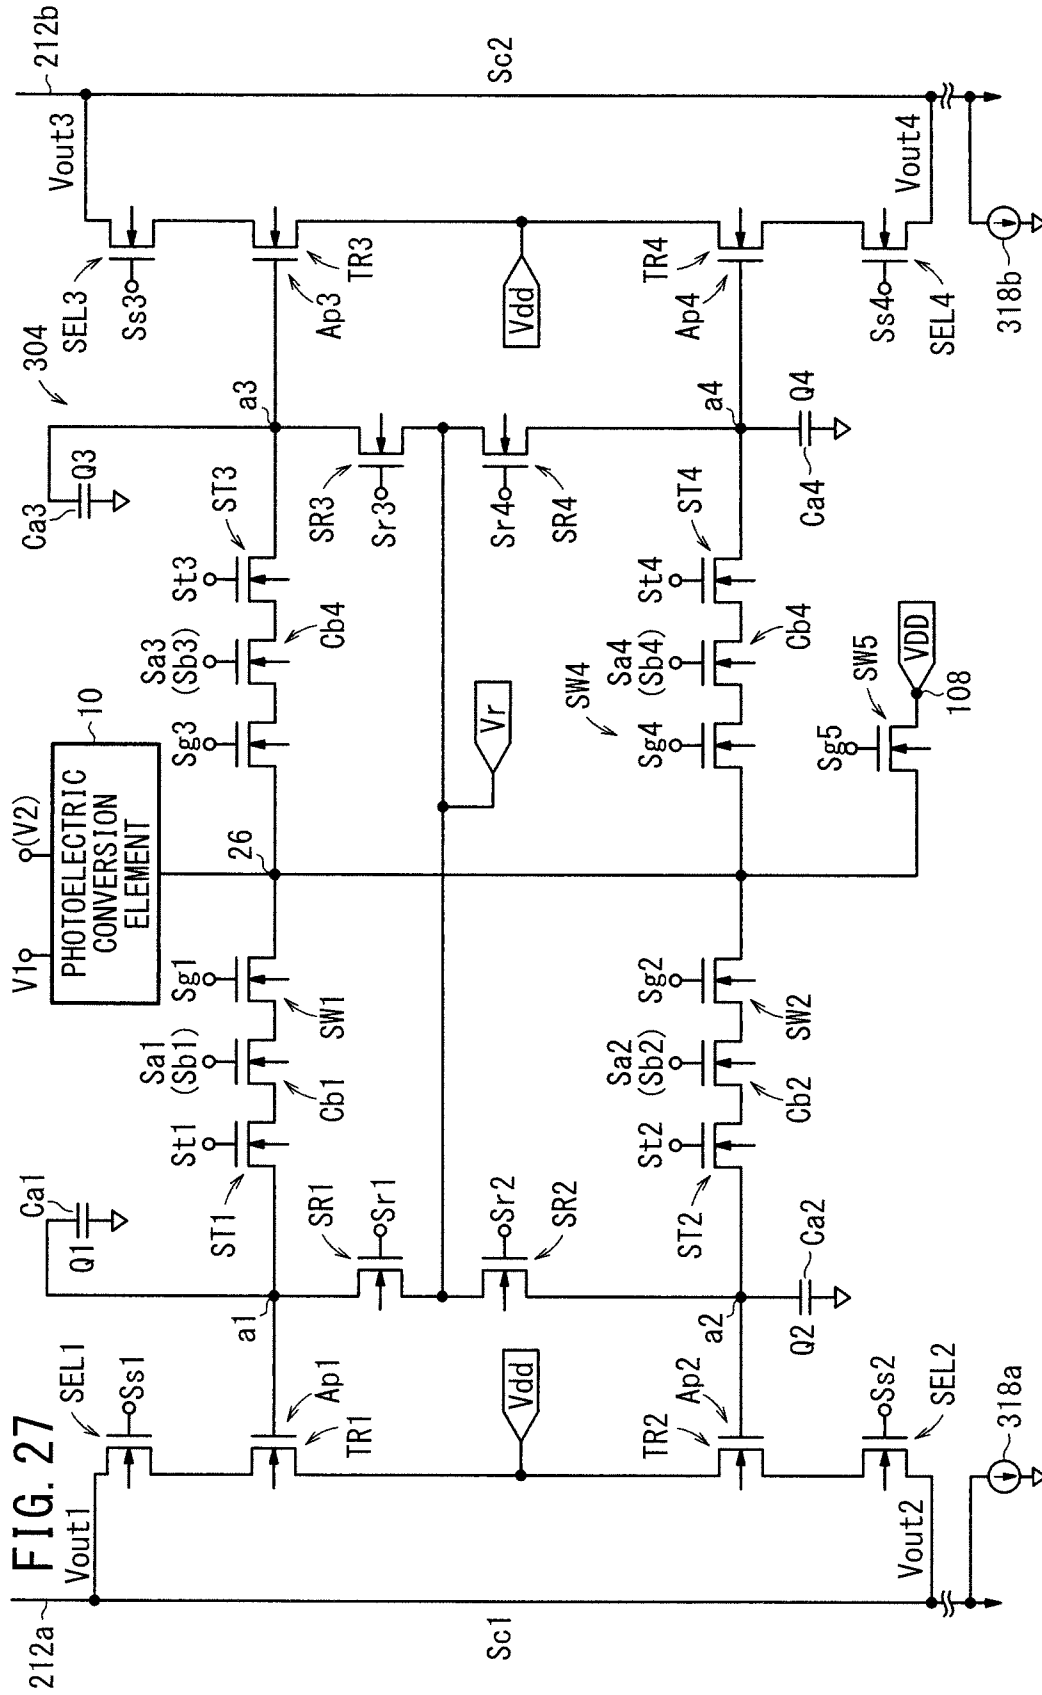 FIG. 27
212a
Vout1
SEL1
Ss1
Ap1
TR1
Vdd
Sc1
TR2
Ap2
Ss2
SEL2
Vout2
318a
a1
Q1
Ca1
SR1
Sr1
Sr2
SR2
a2
Q2
Ca2
ST1
St1
Cb1
Sa1
(Sb1)
SW1
Sg1
ST2
St2
Cb2
Sa2
(Sb2)
SW2
Sg2
V1
(V2)
10
PHOTOELECTRIC
CONVERSION
ELEMENT
26
Vr
Sg3
Sa3
(Sb3)
Cb4
St3
ST3
SW4
Sg4
Sa4
(Sb4)
Cb4
St4
ST4
Sg5
SW5
VDD
108
304
Ca3
Q3
a3
SR3
Sr3
Sr4
SR4
a4
Ca4
Q4
SEL3
Ss3
Ap3
TR3
Vdd
TR4
Ap4
Ss4
SEL4
Vout3
Vout4
318b
212b
Sc2